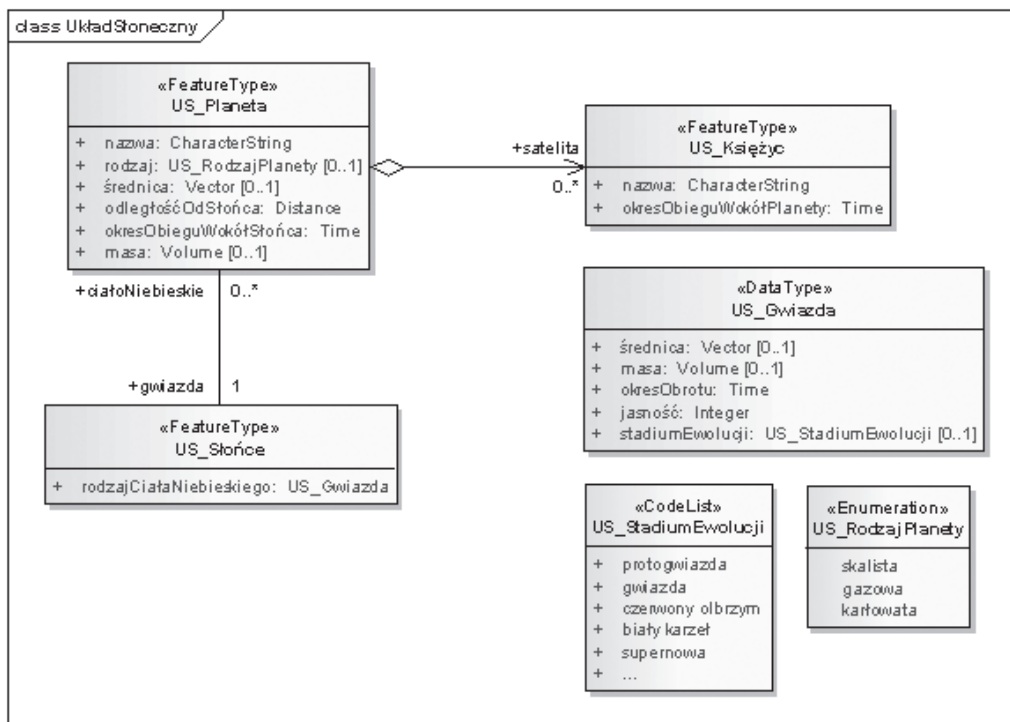 class UkładSłoneczny
«FeatureType»
US_Planeta
+ nazwa: CharacterString
+ rodzaj: US_RodzajPlanety [0..1]
+ średnica: Vector [0..1]
+ odległośćOdSłońca: Distance
+ okresObieguWokółSłońca: Time
+ masa: Volume [0..1]
+satelita
0..*
«FeatureType»
US_Księżyc
+ nazwa: CharacterString
+ okresObieguWokółPlanety: Time
+ciałoNiebieskie 0..*
+gwiazda 1
«FeatureType»
US_Słońce
+ rodzajCiałaNiebieskiego: US_Gwiazda
«DataType»
US_Gwiazda
+ średnica: Vector [0..1]
+ masa: Volume [0..1]
+ okresObrotu: Time
+ jasność: Integer
+ stadiumEwolucji: US_StadiumEwolucji [0..1]
«CodeList»
US_StadiumEwolucji
+ protogwiazda
+ gwiazda
+ czerwony olbrzym
+ biały karzeł
+ supernowa
+ ...
«Enumeration»
US_RodzajPlanety
skalista
gazowa
karłowata